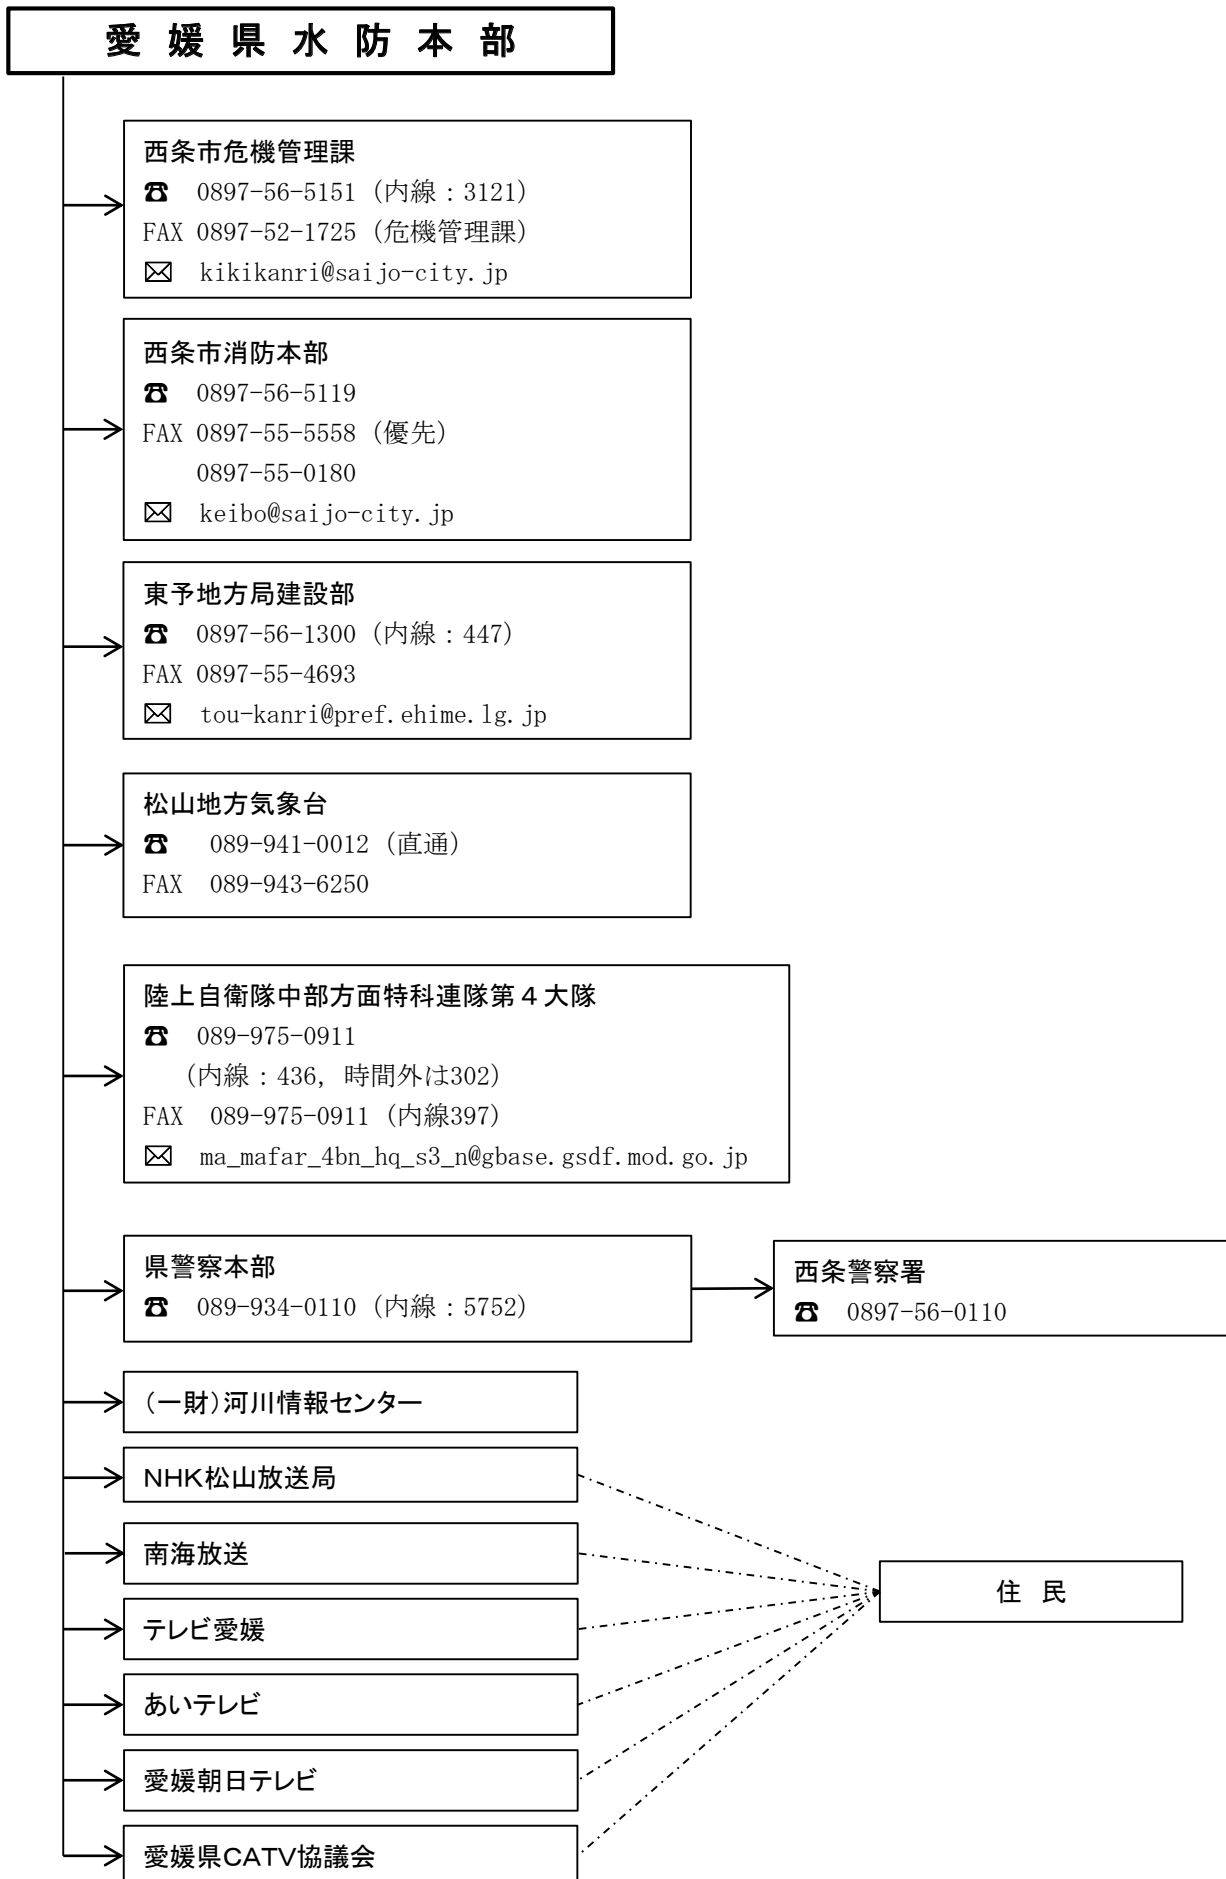 愛媛県水防本部
西条市危機管理課
☎ 0897-56-5151（内線：3121）
FAX 0897-52-1725（危機管理課）
✉ kikikanri@saijo-city.jp
西条市消防本部
☎ 0897-56-5119
FAX 0897-55-5558（優先）
0897-55-0180
✉ keibo@saijo-city.jp
東予地方局建設部
☎ 0897-56-1300（内線：447）
FAX 0897-55-4693
✉ tou-kanri@pref.ehime.lg.jp
松山地方気象台
☎ 089-941-0012（直通）
FAX 089-943-6250
陸上自衛隊中部方面特科連隊第４大隊
☎ 089-975-0911
（内線：436，時間外は302）
FAX 089-975-0911（内線397）
✉ ma_mafar_4bn_hq_s3_n@gbase.gsdf.mod.go.jp
県警察本部
☎ 089-934-0110（内線：5752）
西条警察署
☎ 0897-56-0110
（一財）河川情報センター
NHK松山放送局
南海放送
テレビ愛媛
あいテレビ
愛媛朝日テレビ
愛媛県CATV協議会
住　民